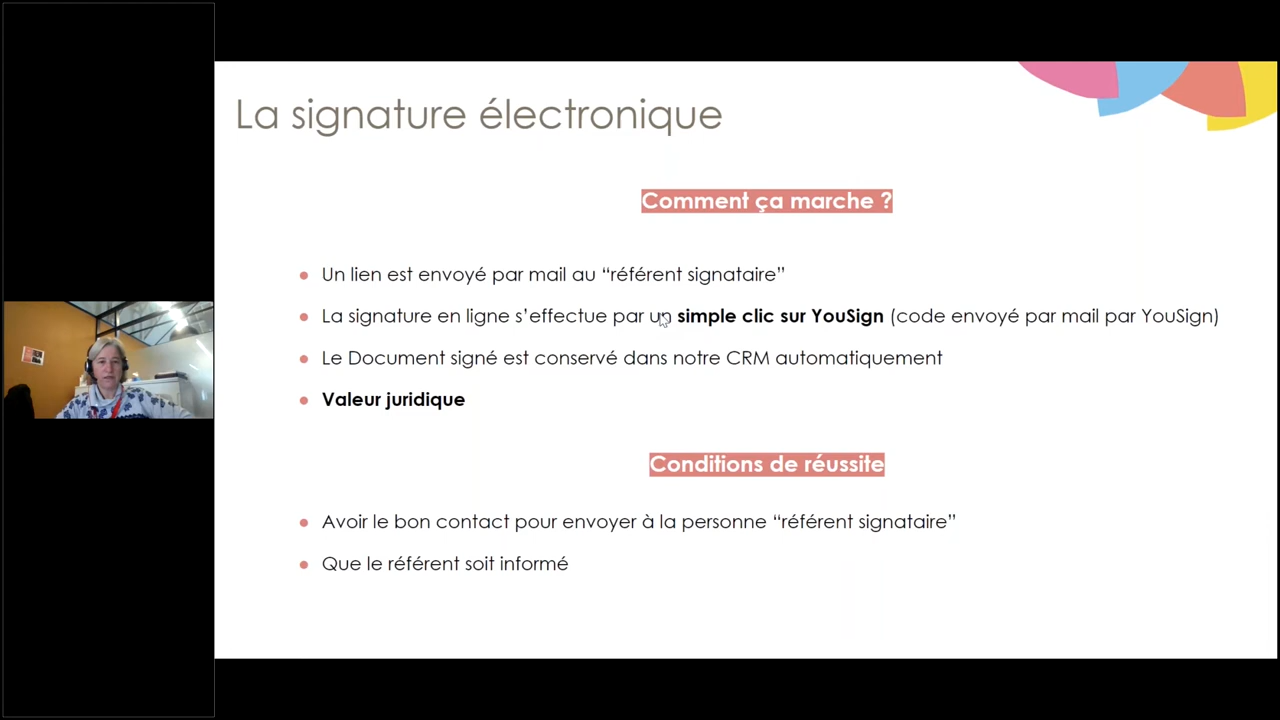 La signature électronique
Comment ça marche ?
Un lien est envoyé par mail au “référent signataire”
La signature en ligne s’effectue par un simple clic sur YouSign (code envoyé par mail par YouSign)
Le Document signé est conservé dans notre CRM automatiquement
Valeur juridique
Conditions de réussite
Avoir le bon contact pour envoyer à la personne “référent signataire”
Que le référent soit informé